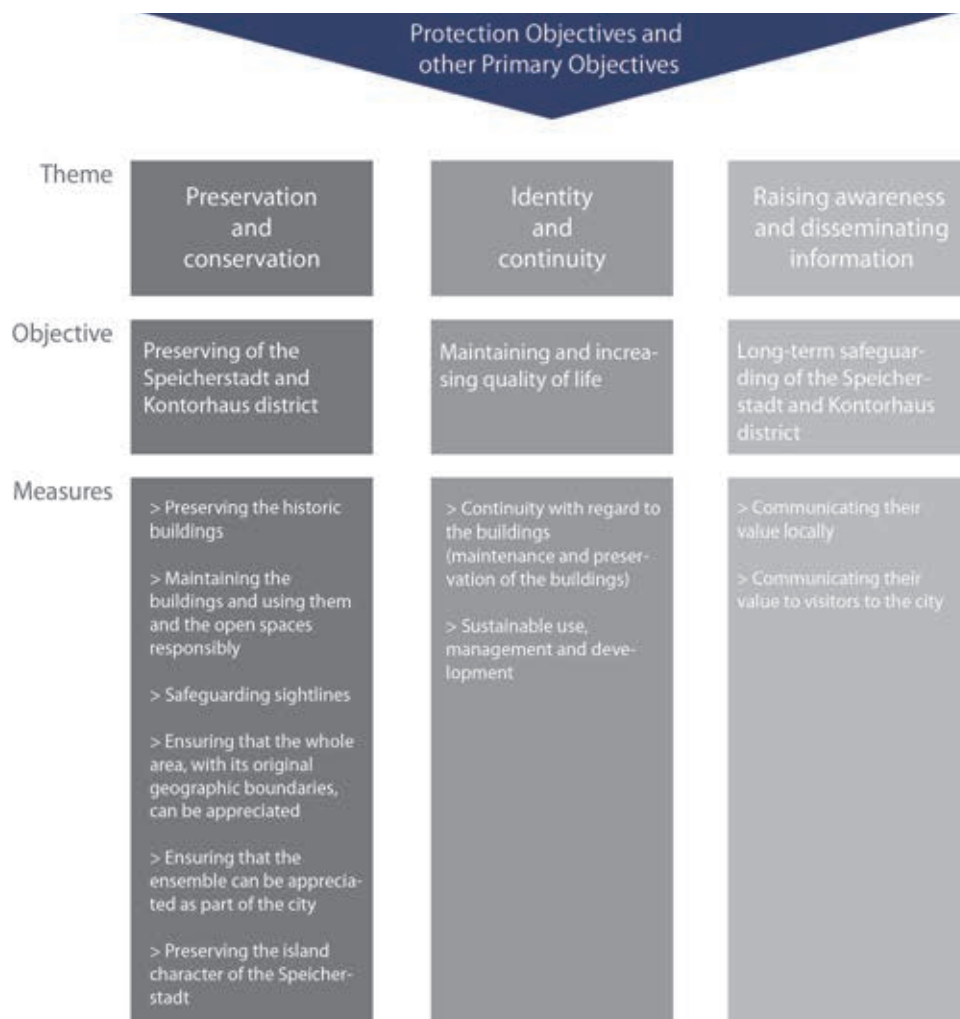 Protection Objectives and
other Primary Objectives
Theme
Preservation
and
conservation
Identity
and
continuity
Raising awareness
and disseminating
information
Objective
Preserving of the
Speicherstadt and
Kontorhaus district
Maintaining and increa-
sing quality of life
Long-term safeguar-
ding of the Speicher-
stadt and Kontorhaus
district
Measures
> Preserving the historic
buildings
> Maintaining the
buildings and using them
and the open spaces
responsibly
> Safeguarding sightlines
> Ensuring that the whole
area, with its original
geographic boundaries,
can be appreciated
> Ensuring that the
ensemble can be apprecia-
ted as part of the city
> Preserving the island
character of the Speicher-
stadt
> Continuity with regard to
the buildings
(maintenance and preser-
vation of the buildings)
> Sustainable use,
management and deve-
lopment
> Communicating their
value locally
> Communicating their
value to visitors to the city